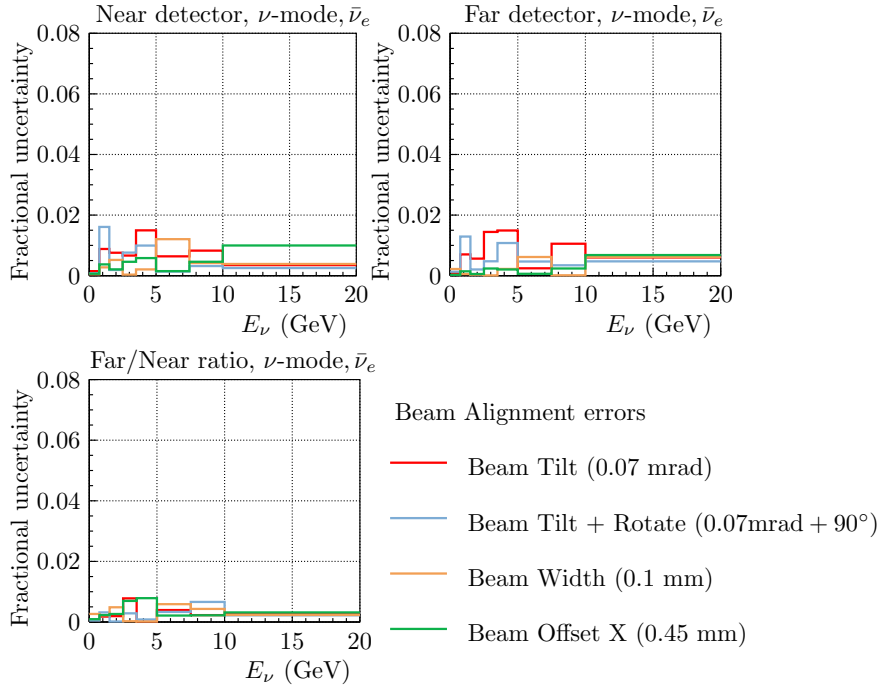 Near detector, ν-mode, ν̄ₑ
Fractional uncertainty
0.08
0.06
0.04
0.02
0
0 5 10 15 20
E_ν (GeV)
Far detector, ν-mode, ν̄ₑ
Fractional uncertainty
0.08
0.06
0.04
0.02
0
0 5 10 15 20
E_ν (GeV)
Far/Near ratio, ν-mode, ν̄ₑ
Fractional uncertainty
0.08
0.06
0.04
0.02
0
0 5 10 15 20
E_ν (GeV)
Beam Alignment errors
Beam Tilt (0.07 mrad)
Beam Tilt + Rotate (0.07mrad + 90°)
Beam Width (0.1 mm)
Beam Offset X (0.45 mm)